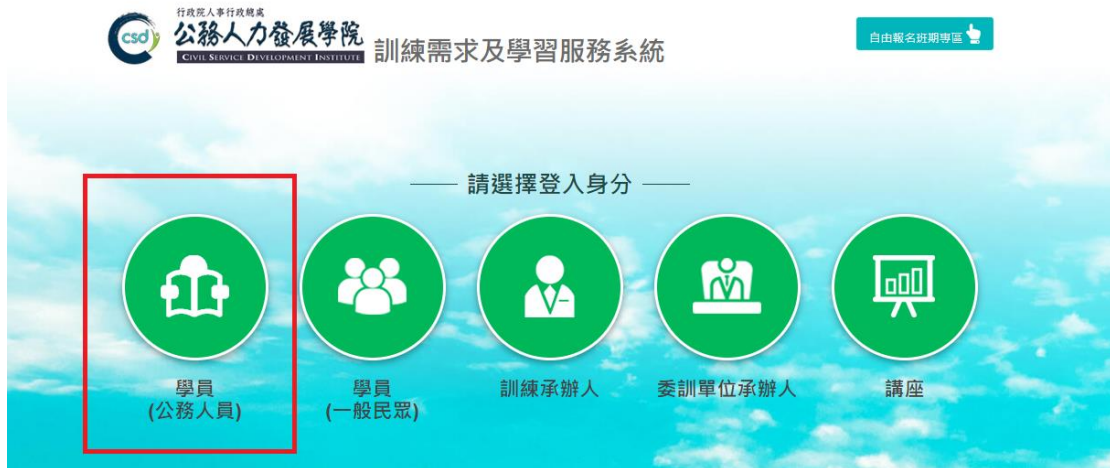 行政院人事行政總處
公務人力發展學院
CIVIL SERVICE DEVELOPMENT INSTITUTE
csdi
訓練需求及學習服務系統
自由報名班期專區
請選擇登入身分
學員
(公務人員)
學員
(一般民眾)
訓練承辦人
委訓單位承辦人
講座